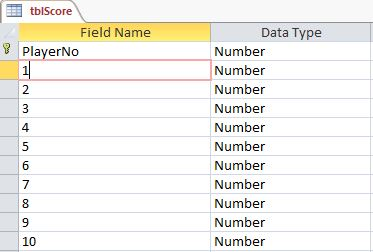 tblScore
Field Name Data Type
PlayerNo Number
1 Number
2 Number
3 Number
4 Number
5 Number
6 Number
7 Number
8 Number
9 Number
10 Number